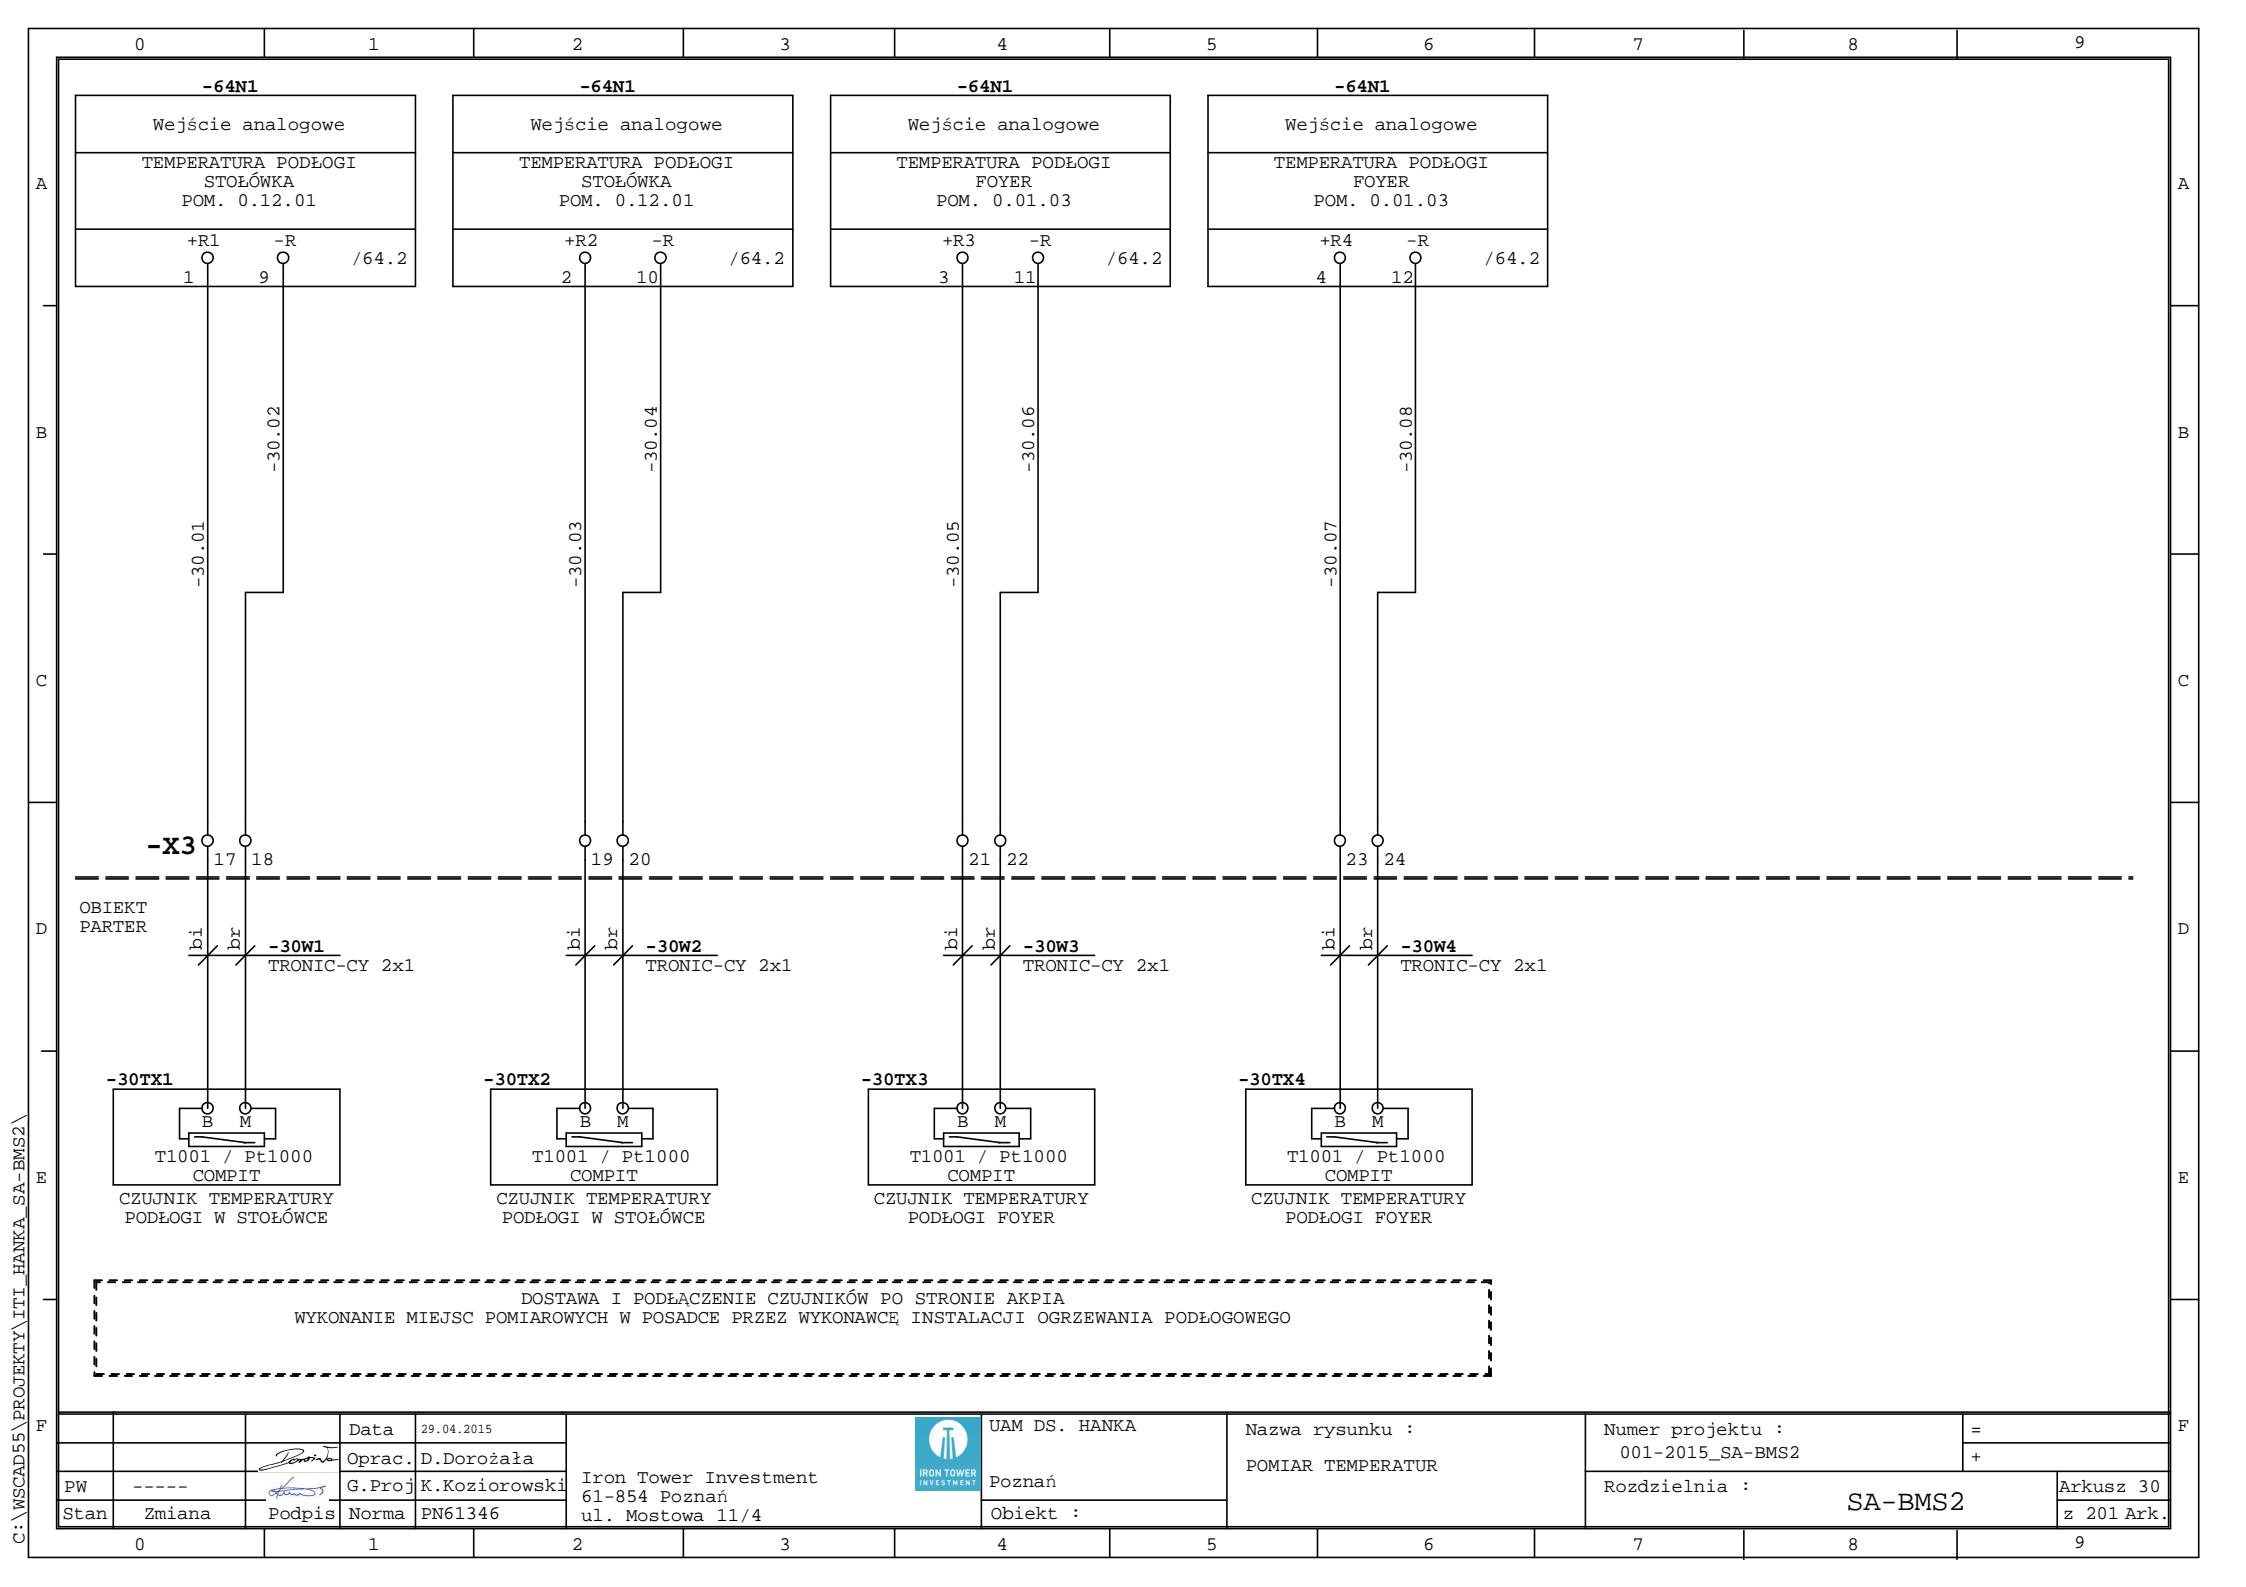 0 1 2 3 4 5 6 7 8 9
-64N1 -64N1 -64N1 -64N1
Wejście analogowe Wejście analogowe Wejście analogowe Wejście analogowe
TEMPERATURA PODŁOGI TEMPERATURA PODŁOGI TEMPERATURA PODŁOGI TEMPERATURA PODŁOGI
A STOŁÓWKA STOŁÓWKA FOYER FOYER A
POM. 0.12.01 POM. 0.12.01 POM. 0.01.03 POM. 0.01.03
+R1 -R +R2 -R +R3 -R +R4 -R
/64.2 /64.2 /64.2 /64.2
1 9 2 10 3 11 4 12
-30.02 -30.04 -30.06 -30.08
B B
-30.01 -30.03 -30.05 -30.07
C C
-X3
17 18 19 20 21 22 23 24
OBIEKT
D PARTER D
bi br bi br bi br bi br
-30W1 -30W2 -30W3 -30W4
TRONIC-CY 2x1 TRONIC-CY 2x1 TRONIC-CY 2x1 TRONIC-CY 2x1
-30TX1 -30TX2 -30TX3 -30TX4
B M B M B M B M
T1001 / Pt1000 T1001 / Pt1000 T1001 / Pt1000 T1001 / Pt1000
E COMPIT COMPIT COMPIT COMPIT E
CZUJNIK TEMPERATURY CZUJNIK TEMPERATURY CZUJNIK TEMPERATURY CZUJNIK TEMPERATURY
PODŁOGI W STOŁÓWCE PODŁOGI W STOŁÓWCE PODŁOGI FOYER PODŁOGI FOYER
DOSTAWA I PODŁĄCZENIE CZUJNIKÓW PO STRONIE AKPIA
WYKONANIE MIEJSC POMIAROWYCH W POSADCE PRZEZ WYKONAWCĘ INSTALACJI OGRZEWANIA PODŁOGOWEGO
C:\WSCAD55\PROJEKTY\ITI_HANKA_SA-BMS2\
F F
Data 29.04.2015
Oprac. D.Dorożała
PW ----- G.Proj K.Koziorowski
Stan Zmiana Podpis Norma PN61346
Iron Tower Investment
61-854 Poznań
ul. Mostowa 11/4
IRON TOWER
INVESTMENT
UAM DS. HANKA
Poznań
Obiekt :
Nazwa rysunku :
POMIAR TEMPERATUR
Numer projektu :
001-2015_SA-BMS2
=
+
Rozdzielnia :
SA-BMS2
Arkusz 30
z 201 Ark.
0 1 2 3 4 5 6 7 8 9